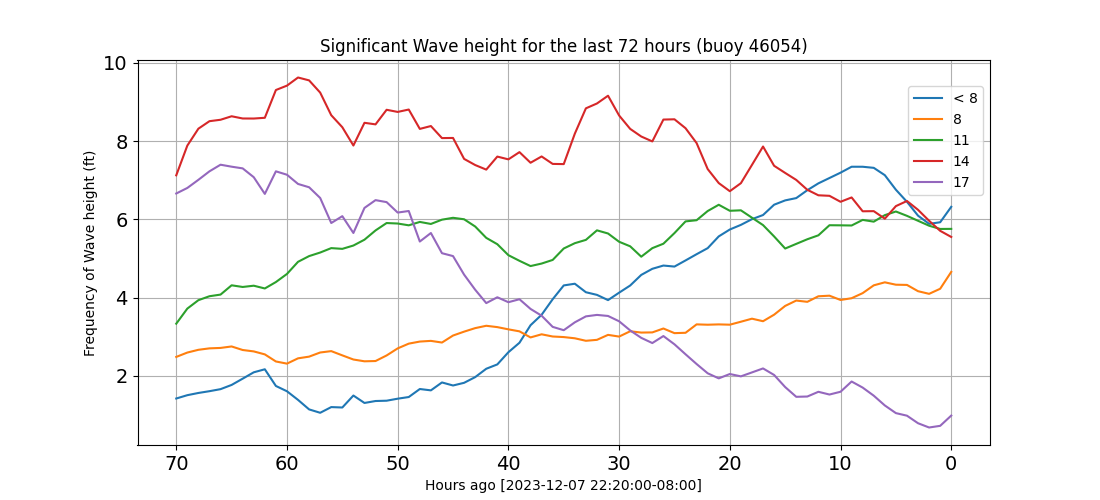 Significant Wave height for the last 72 hours (buoy 46054)
Frequency of Wave height (ft)
10
8
6
4
2
< 8
8
11
14
17
70 60 50 40 30 20 10 0
Hours ago [2023-12-07 22:20:00-08:00]